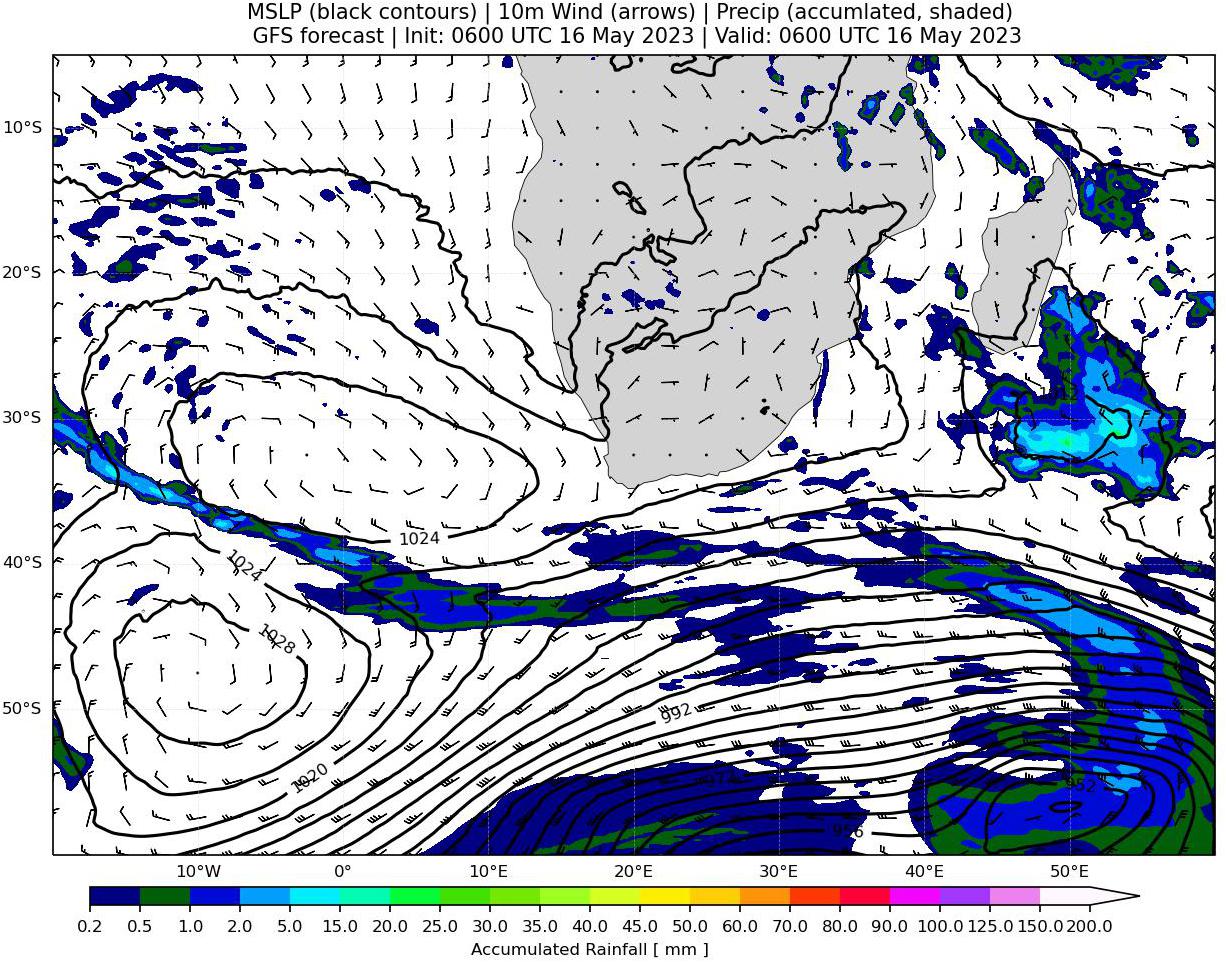 MSLP (black contours) | 10m Wind (arrows) | Precip (accumlated, shaded)
GFS forecast | Init: 0600 UTC 16 May 2023 | Valid: 0600 UTC 16 May 2023
10°S
20°S
30°S
40°S
50°S
1024
1024
1028
1020
992
952
956
10°W 0° 10°E 20°E 30°E 40°E 50°E
0.2 0.5 1.0 2.0 5.0 10.0 15.0 20.0 25.0 30.0 35.0 40.0 45.0 50.0 60.0 70.0 80.0 90.0 100.0 125.0 150.0 200.0
Accumulated Rainfall [ mm ]